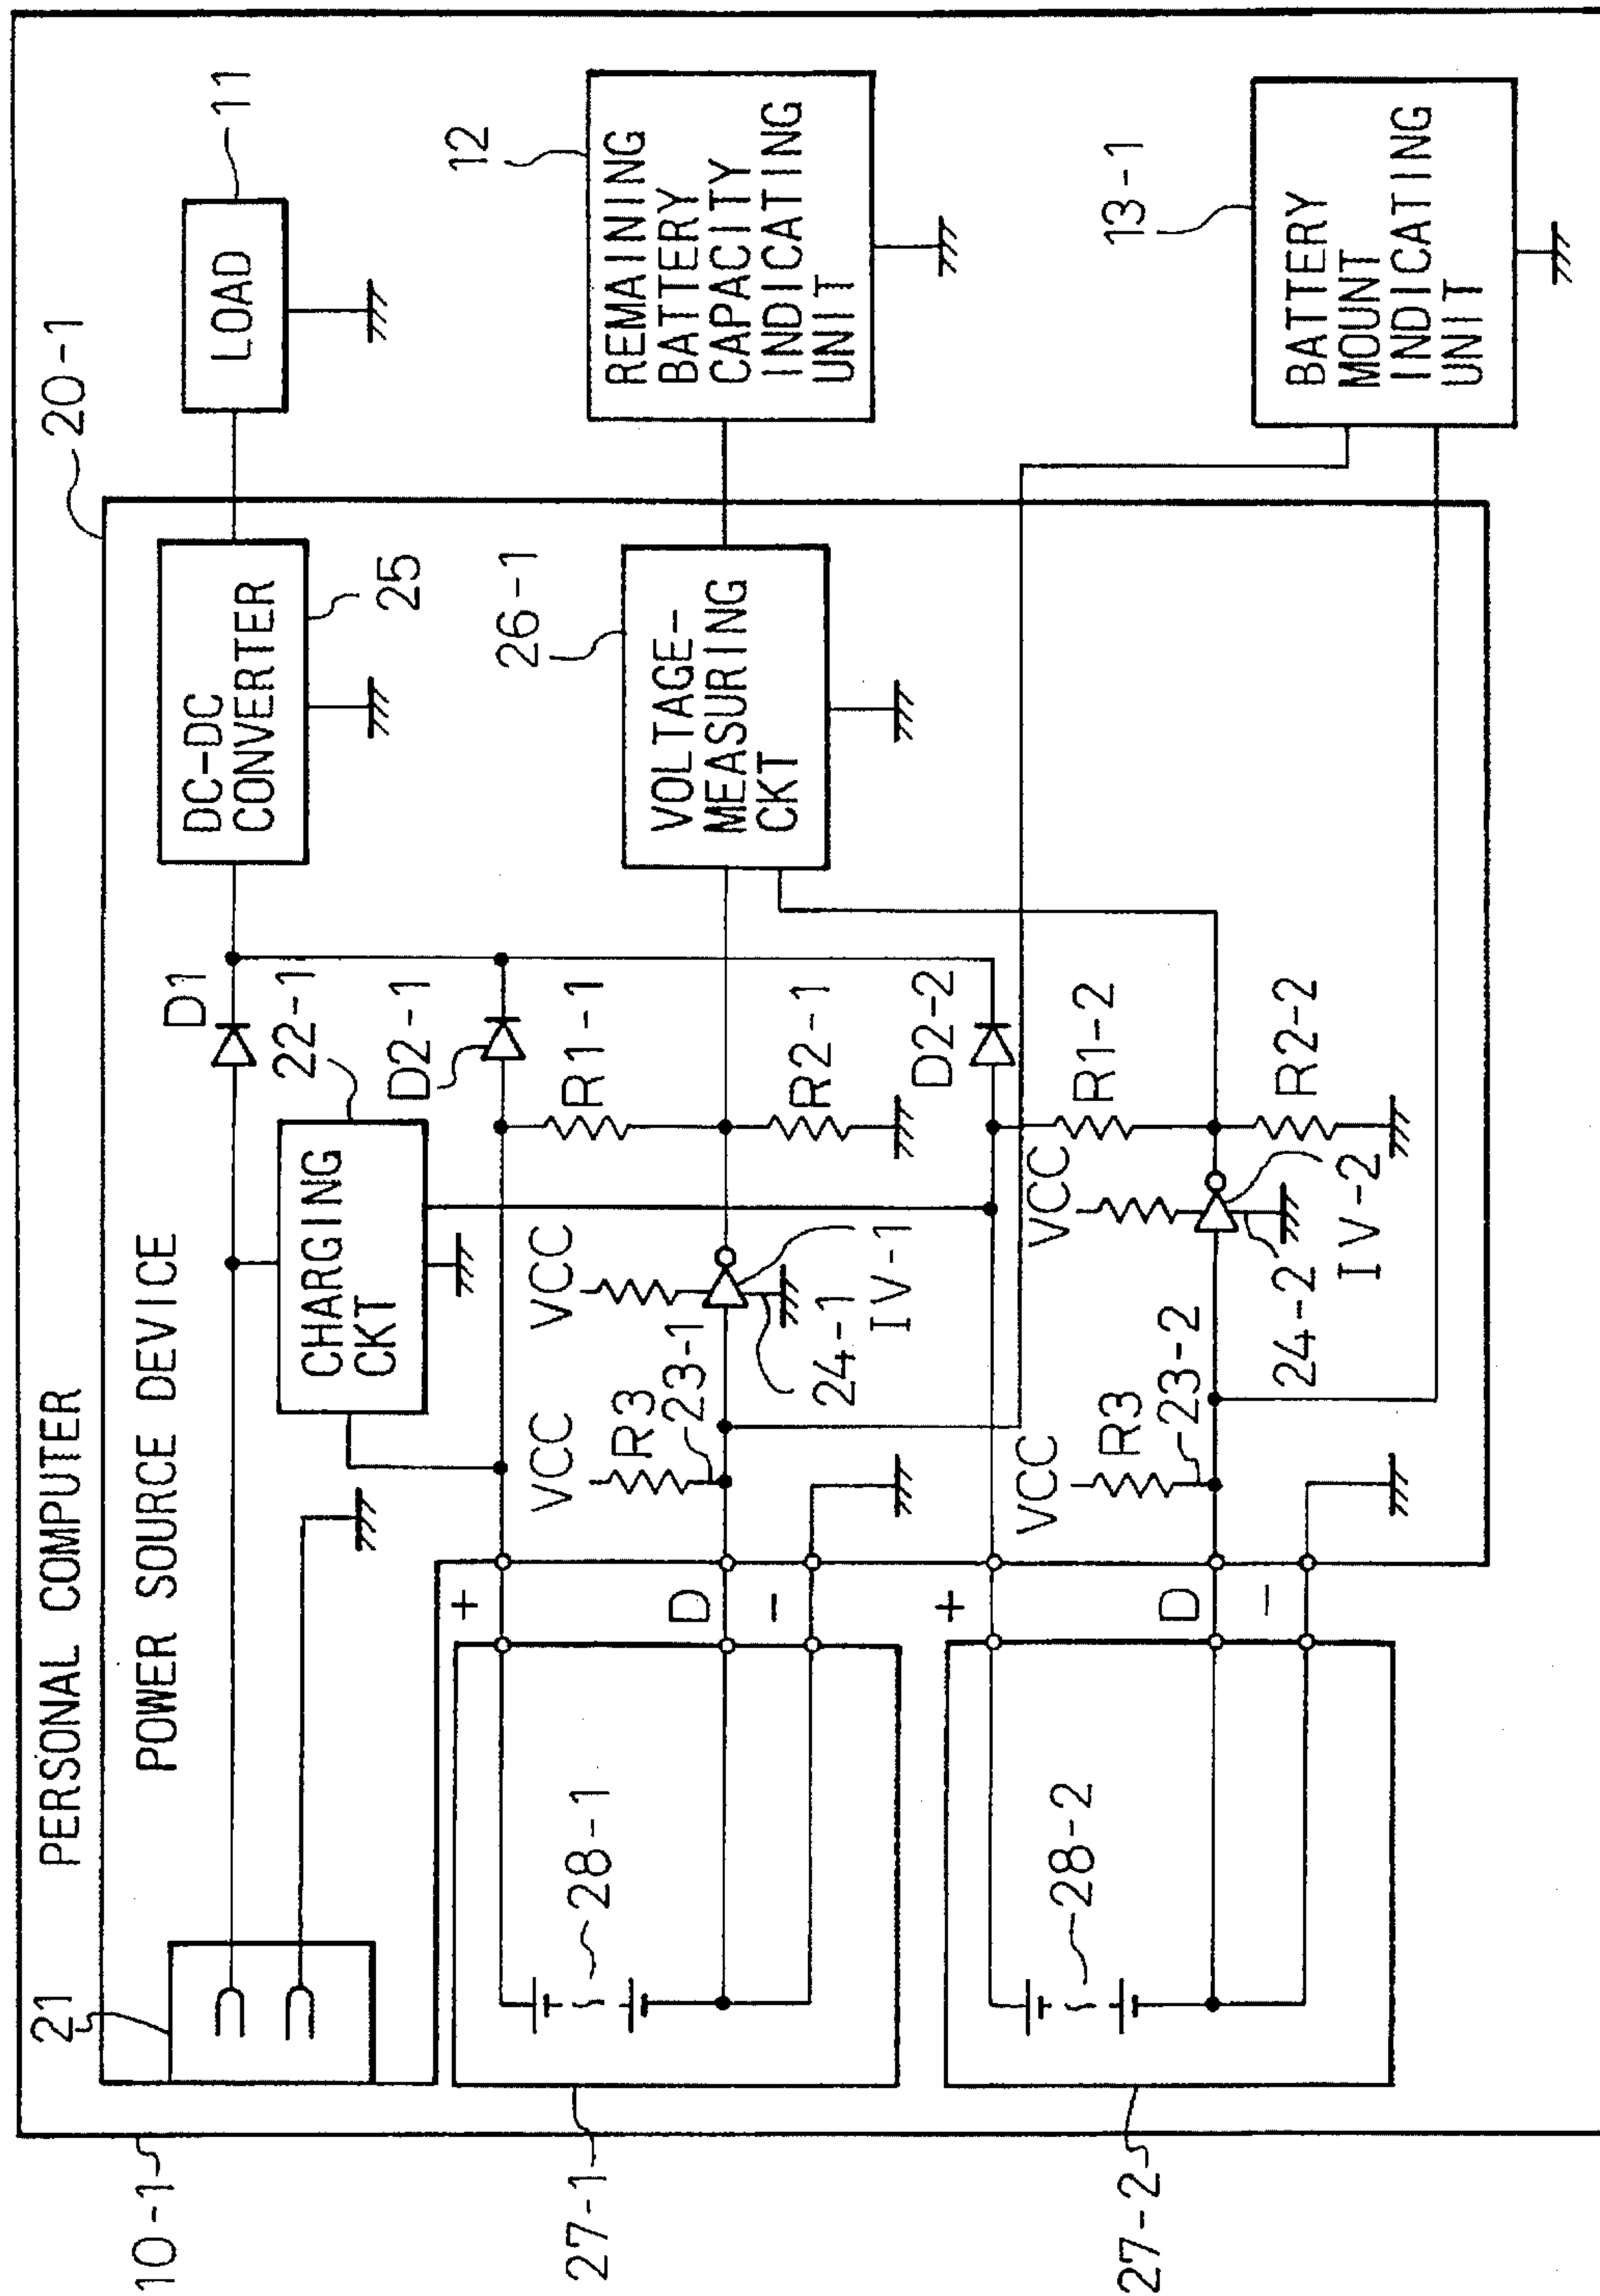 10-1
PERSONAL COMPUTER
20-1
21
POWER SOURCE DEVICE
D1
DC-DC
CONVERTER
25
LOAD
11
CHARGING
CKT
22-1
D2-1
R1-1
R2-1
VOLTAGE-
MEASURING
CKT
26-1
REMAINING
BATTERY
CAPACITY
INDICATING
UNIT
12
27-1
28-1
+
D
-
VCC
R3
23-1
VCC
24-1
IV-1
D2-2
R1-2
R2-2
27-2
28-2
+
D
-
VCC
R3
23-2
VCC
24-2
IV-2
BATTERY
MOUNT
INDICATING
UNIT
13-1